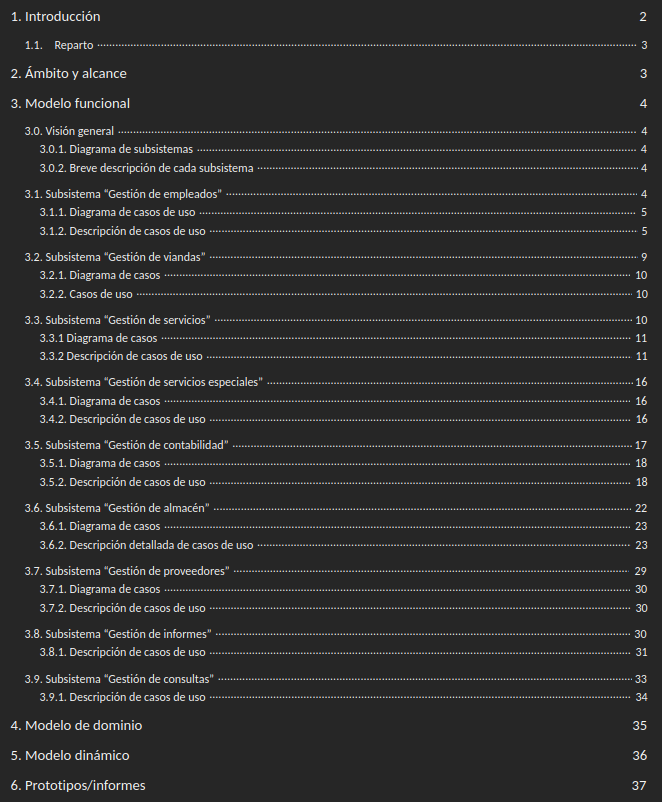 1. Introducción 2
1.1. Reparto 3
2. Ámbito y alcance 3
3. Modelo funcional 4
3.0. Visión general 4
3.0.1. Diagrama de subsistemas 4
3.0.2. Breve descripción de cada subsistema 4
3.1. Subsistema “Gestión de empleados” 4
3.1.1. Diagrama de casos de uso 5
3.1.2. Descripción de casos de uso 5
3.2. Subsistema “Gestión de viandas” 9
3.2.1. Diagrama de casos 10
3.2.2. Casos de uso 10
3.3. Subsistema “Gestión de servicios” 10
3.3.1 Diagrama de casos 11
3.3.2 Descripción de casos de uso 11
3.4. Subsistema “Gestión de servicios especiales” 16
3.4.1. Diagrama de casos 16
3.4.2. Descripción de casos de uso 16
3.5. Subsistema “Gestión de contabilidad” 17
3.5.1. Diagrama de casos 18
3.5.2. Descripción de casos de uso 18
3.6. Subsistema “Gestión de almacén” 22
3.6.1. Diagrama de casos 23
3.6.2. Descripción detallada de casos de uso 23
3.7. Subsistema “Gestión de proveedores” 29
3.7.1. Diagrama de casos 30
3.7.2. Descripción de casos de uso 30
3.8. Subsistema “Gestión de informes” 30
3.8.1. Descripción de casos de uso 31
3.9. Subsistema “Gestión de consultas” 33
3.9.1. Descripción de casos de uso 34
4. Modelo de dominio 35
5. Modelo dinámico 36
6. Prototipos/informes 37